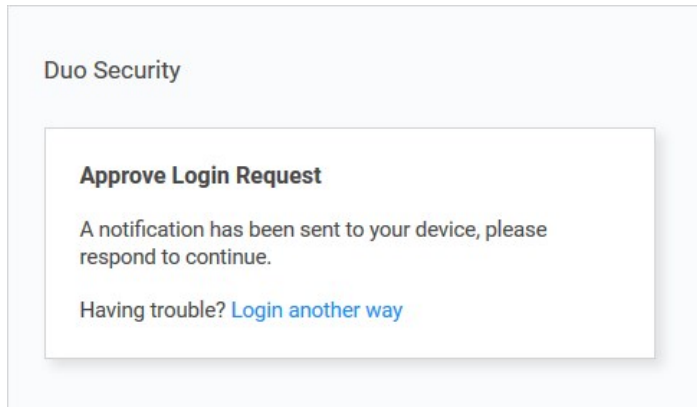 Duo Security
Approve Login Request
A notification has been sent to your device, please
respond to continue.
Having trouble? Login another way